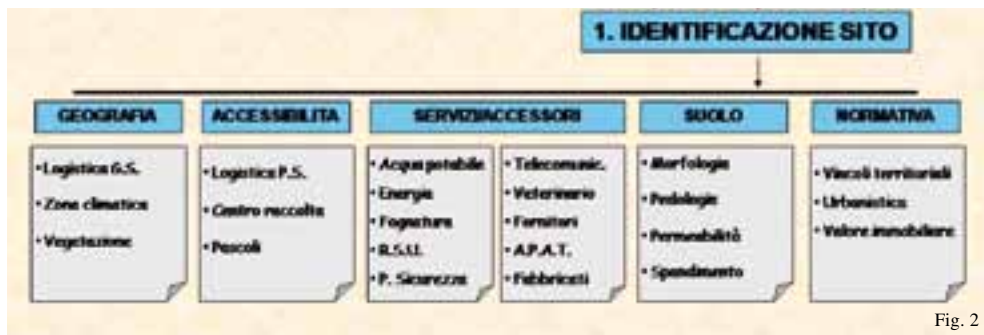 1. IDENTIFICAZIONE SITO
GEOGRAFIA
• Logistica G.S.
• Zona climatica
• Vegetazione
ACCESSIBILITA
• Logistica P.S.
• Centro raccolta
• Pascoli
SERVIZI/ACCESSORI
• Acqua potabile
• Energia
• Fognatura
• R.S.U.
• P. Sicurezza
• Telecomunic.
• Veterinario
• Fornitori
• A.P.A.T.
• Fabbricati
SUOLO
• Morfologia
• Pedologia
• Permeabilità
• Spandimento
NORMATIVA
• Vincoli territoriali
• Urbanistica
• Valore immobiliare
Fig. 2